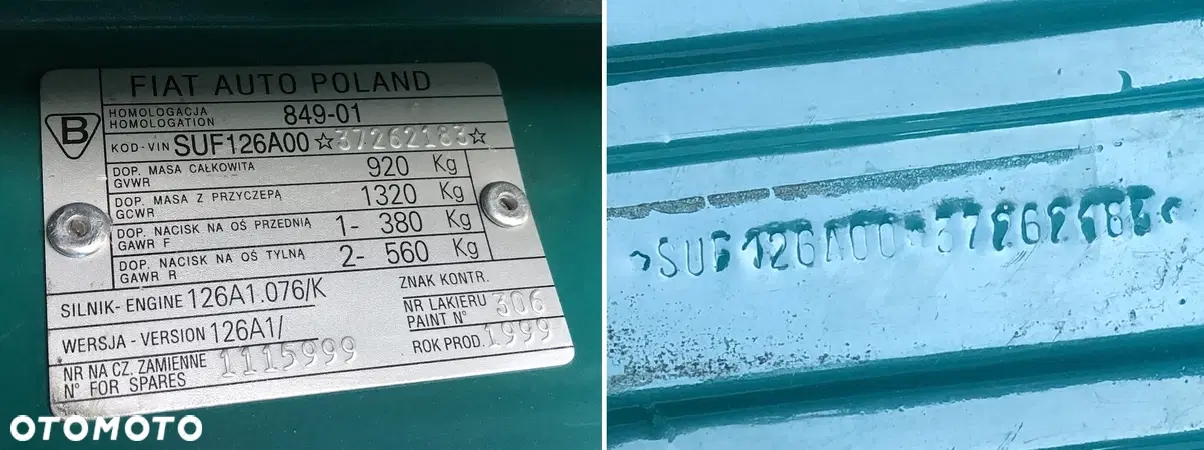 FIAT AUTO POLAND
B
HOMOLOGACJA
HOMOLOGATION 849-01
KOD-VIN SUF126A00☆37262183☆
DOP. MASA CAŁKOWITA
GVWR 920 Kg
DOP. MASA Z PRZYCZEPĄ
GCWR 1320 Kg
DOP. NACISK NA OŚ PRZEDNIĄ
GAWR F 1- 380 Kg
DOP. NACISK NA OŚ TYLNĄ
GAWR R 2- 560 Kg
SILNIK-ENGINE 126A1.076/K
ZNAK KONTR.
WERSJA-VERSION 126A1/
NR LAKIERU
PAINT N° 306
NR NA CZ. ZAMIENNE
N° FOR SPARES 1115999
ROK PROD. 1999
SUF126A00 37262183
OTOMOTO